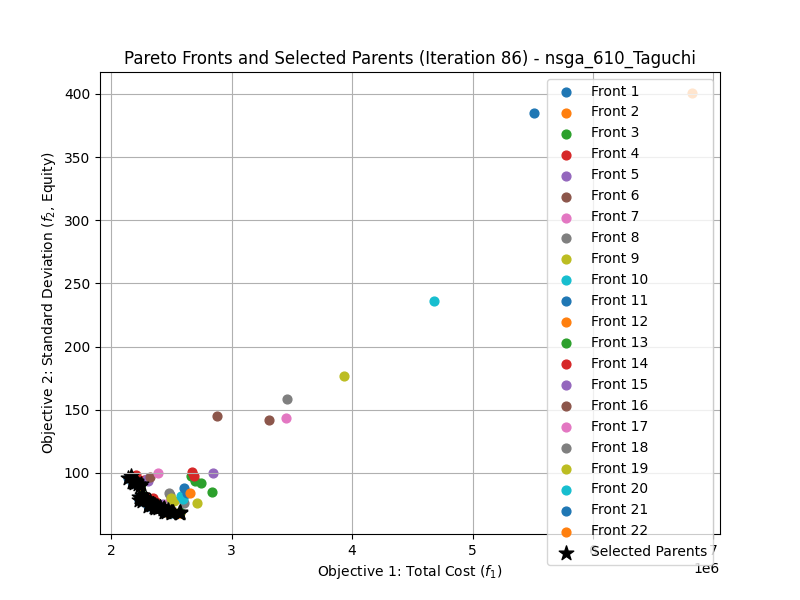 Pareto Fronts and Selected Parents (Iteration 86) - nsga_610_Taguchi
Objective 2: Standard Deviation (f₂, Equity)
400
350
300
250
200
150
100
Front 1
Front 2
Front 3
Front 4
Front 5
Front 6
Front 7
Front 8
Front 9
Front 10
Front 11
Front 12
Front 13
Front 14
Front 15
Front 16
Front 17
Front 18
Front 19
Front 20
Front 21
Front 22
Selected Parents
2 3 4 5 6 7
1e6
Objective 1: Total Cost (f₁)